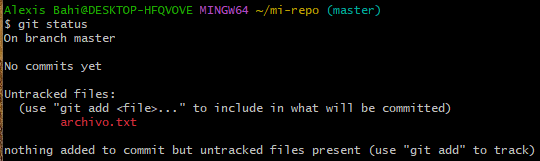 Alexis Bahi@DESKTOP-HFQVOVE MINGW64 ~/mi-repo (master)
$ git status
On branch master
No commits yet
Untracked files:
  (use "git add <file>..." to include in what will be committed)
        archivo.txt
nothing added to commit but untracked files present (use "git add" to track)